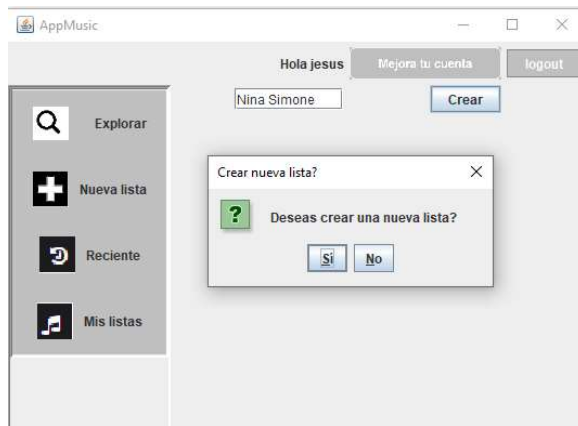 AppMusic
Hola jesus
Mejora tu cuenta
logout
Nina Simone
Crear
Explorar
Nueva lista
Reciente
Mis listas
Crear nueva lista?
Deseas crear una nueva lista?
Si
No